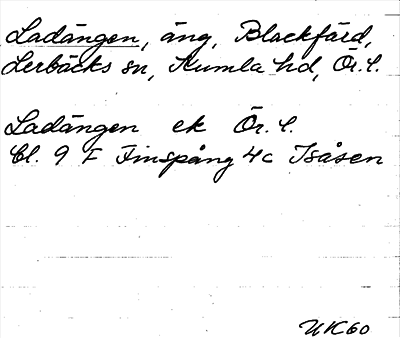 Ladängen, äng, Blackfärd,
Lerbäcks sn, Kumla hd, Ör. l.
Ladängen ek Ör. l.
Bl. 9 F Finspång 4c Isåsen
UK60